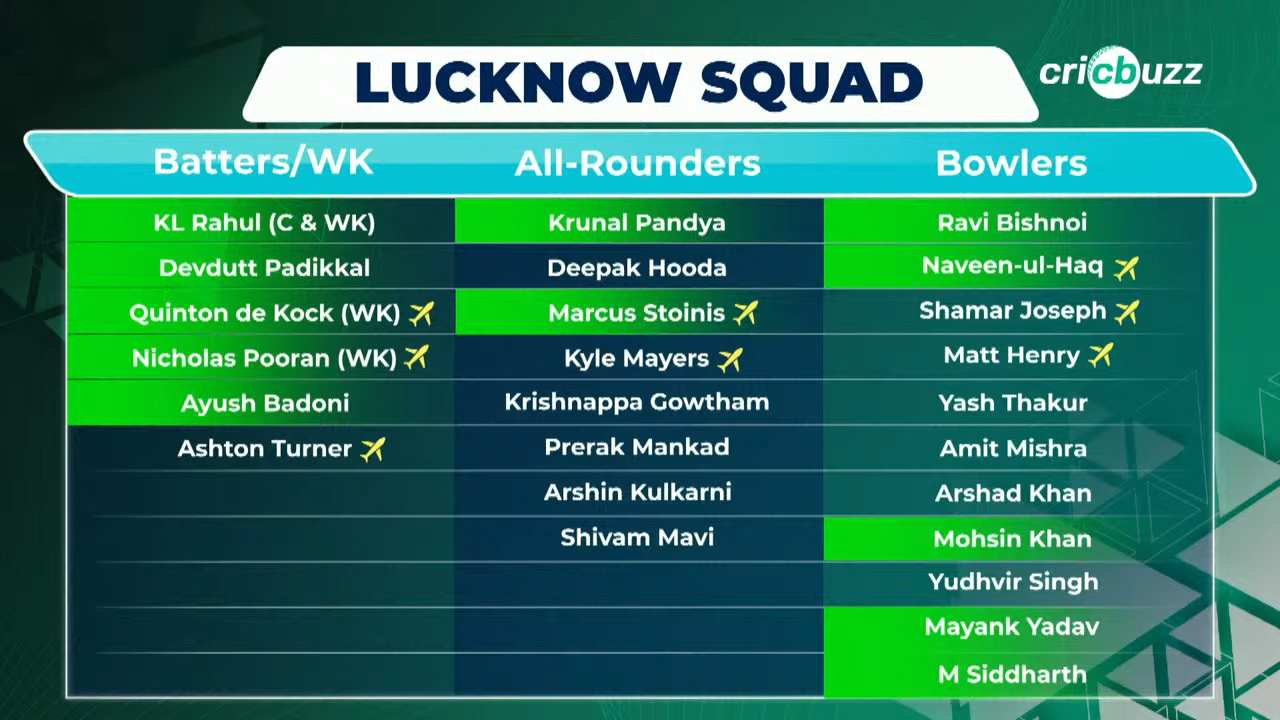 LUCKNOW SQUAD
cricbuzz
Batters/WK All-Rounders Bowlers
KL Rahul (C & WK) Krunal Pandya Ravi Bishnoi
Devdutt Padikkal Deepak Hooda Naveen-ul-Haq
Quinton de Kock (WK) Marcus Stoinis Shamar Joseph
Nicholas Pooran (WK) Kyle Mayers Matt Henry
Ayush Badoni Krishnappa Gowtham Yash Thakur
Ashton Turner Prerak Mankad Amit Mishra
Arshin Kulkarni Arshad Khan
Shivam Mavi Mohsin Khan
Yudhvir Singh
Mayank Yadav
M Siddharth